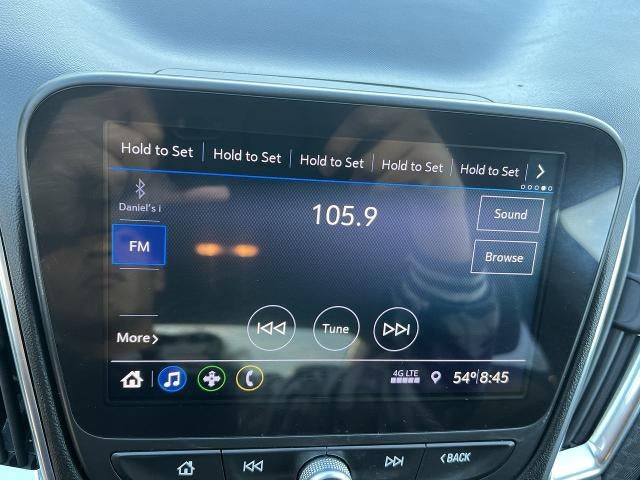 Hold to Set Hold to Set Hold to Set Hold to Set Hold to Set
Daniel's i
105.9
Sound
FM
Browse
Tune
More
4G LTE
54° 8:45
BACK